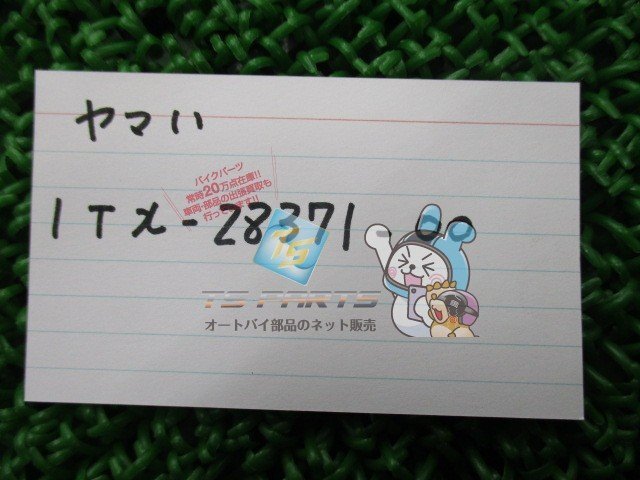 ヤマハ
バイクパーツ
常時20万点在庫!!
車両・部品の出張買取も
行ってます!!
1TX-28371-00
TS
TS PARTS
オートバイ部品のネット販売